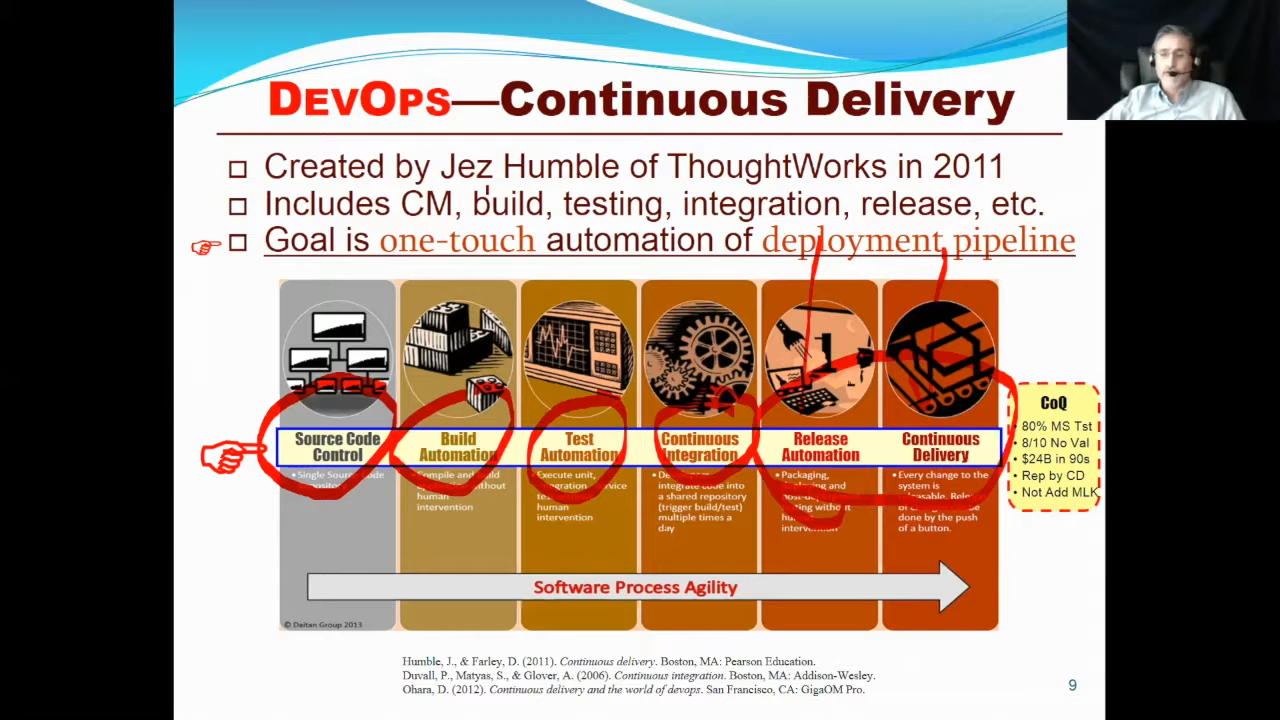 DEVOPS—Continuous Delivery
Created by Jez Humble of ThoughtWorks in 2011
Includes CM, build, testing, integration, release, etc.
Goal is one-touch automation of deployment pipeline
Source Code
Control
• Single Source Code
Build
Automation
Compile and
without
human
intervention
Test
Automation
• Execute unit,
human
intervention
Continuous
Integration
integrate code into
a shared repository
(trigger build/test)
multiple times a
day
Release
Automation
• Packaging,
and
without
intervention
Continuous
Delivery
• Every change to the
system is
be
done by the push
of a button.
CoQ
• 80% MS Tst
• 8/10 No Val
• $24B in 90s
• Rep by CD
• Not Add MLK
Software Process Agility
© Daitan Group 2013
Humble, J., & Farley, D. (2011). Continuous delivery. Boston, MA: Pearson Education.
Duvall, P., Matyas, S., & Glover, A. (2006). Continuous integration. Boston, MA: Addison-Wesley.
Ohara, D. (2012). Continuous delivery and the world of devops. San Francisco, CA: GigaOM Pro.
9